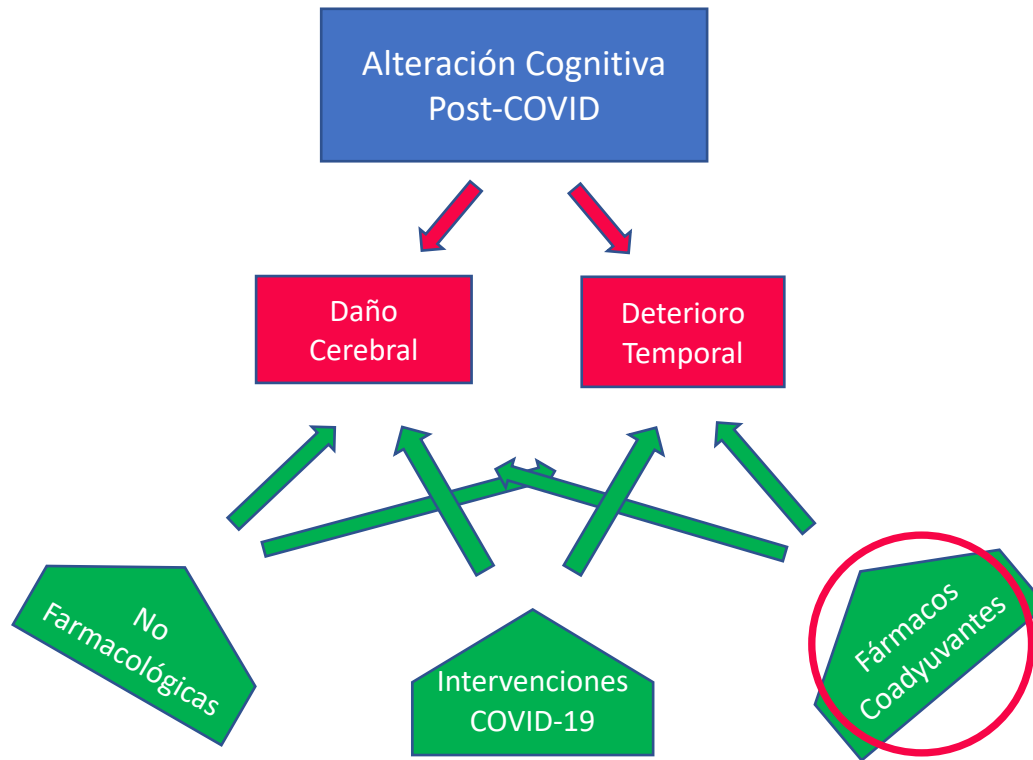 Alteración Cognitiva
Post-COVID
Daño
Cerebral
Deterioro
Temporal
No
Farmacológicas
Intervenciones
COVID-19
Fármacos
Coadyuvantes